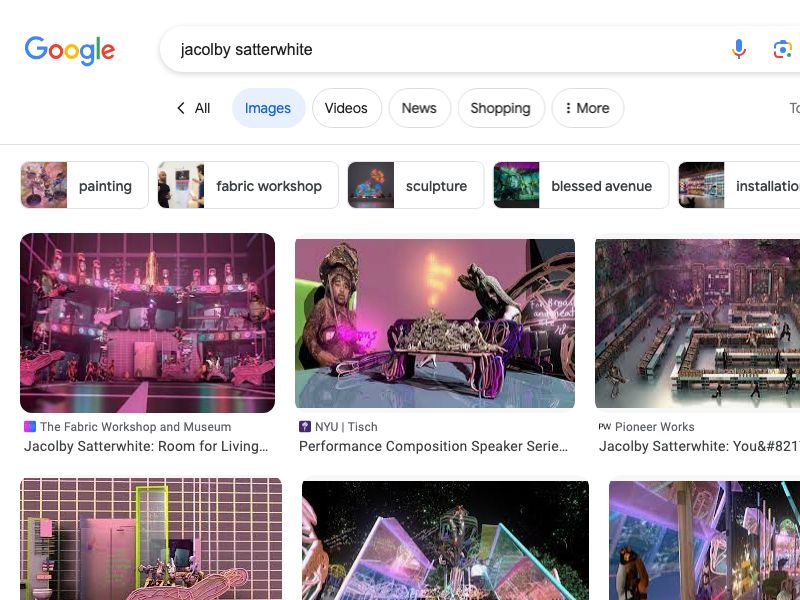 Google
jacolby satterwhite
All
Images
Videos
News
Shopping
More
To
painting
fabric workshop
sculpture
blessed avenue
installatio
The Fabric Workshop and Museum
Jacolby Satterwhite: Room for Living...
NYU | Tisch
Performance Composition Speaker Serie...
PW Pioneer Works
Jacolby Satterwhite: You&#821